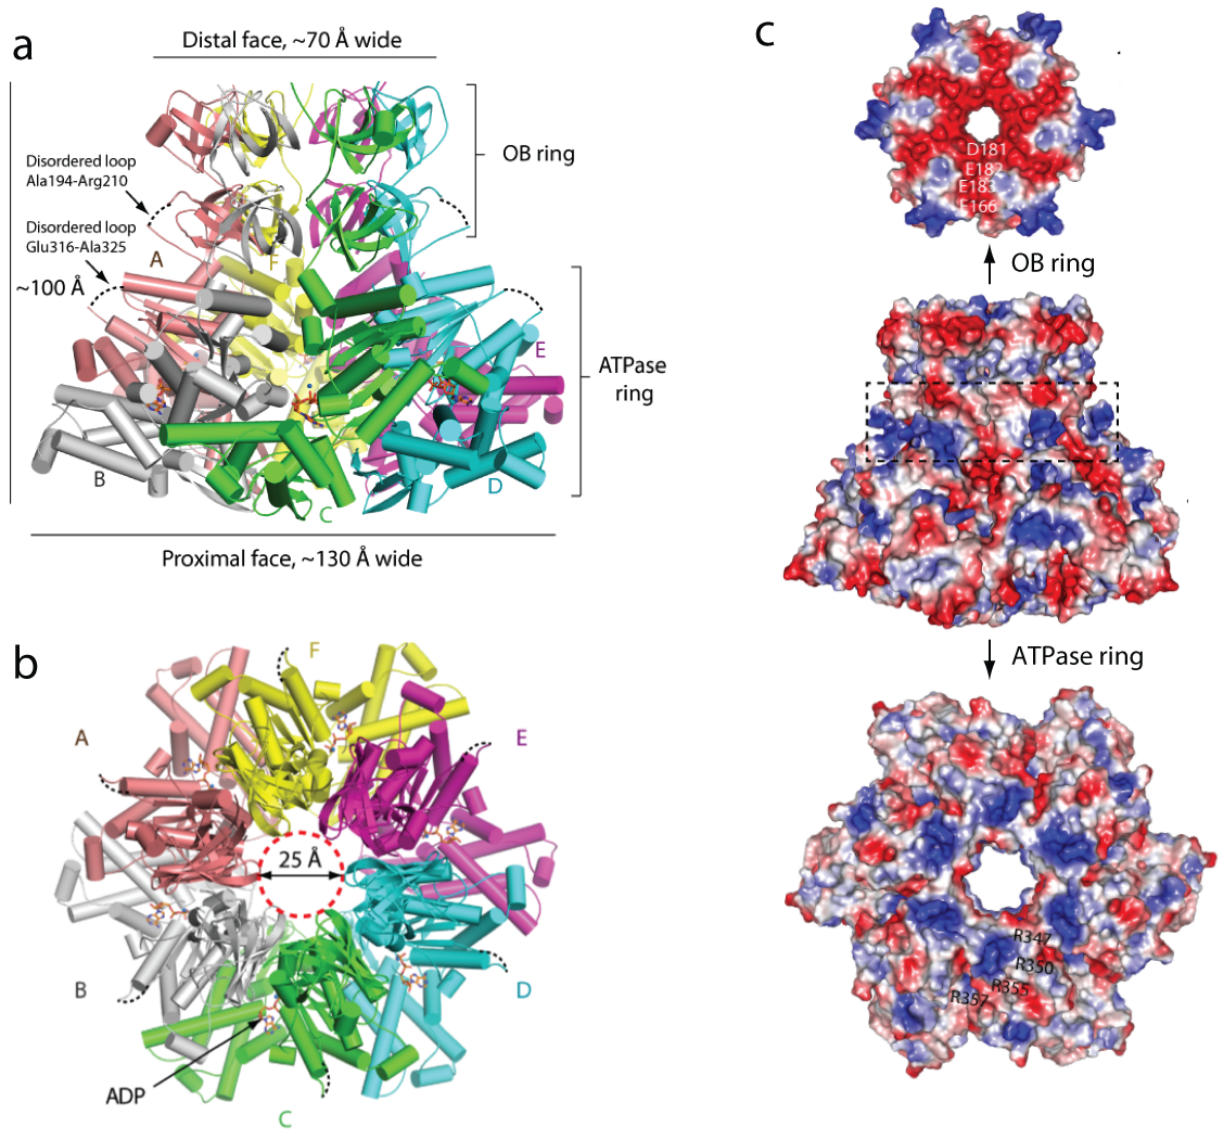 a
Distal face, ~70 Å wide
OB ring
Disordered loop
Ala194-Arg210
Disordered loop
Glu316-Ala325
A
F
~100 Å
E
ATPase
ring
B
D
C
Proximal face, ~130 Å wide
b
F
A
E
25 Å
B
D
ADP
C
c
D181
E182
E183
E166
OB ring
ATPase ring
R347
R350
R355
R357